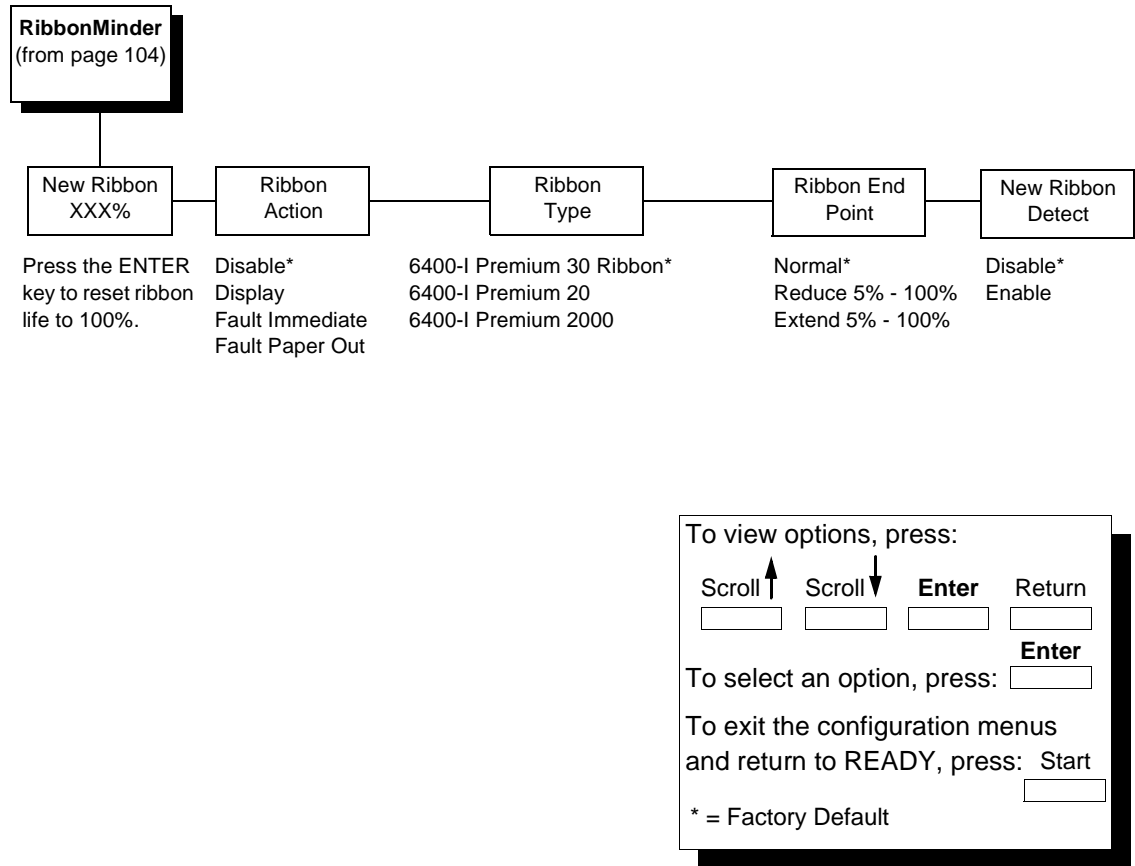 RibbonMinder
(from page 104)
New Ribbon
XXX%
Ribbon
Action
Ribbon
Type
Ribbon End
Point
New Ribbon
Detect
Press the ENTER
key to reset ribbon
life to 100%.
Disable*
Display
Fault Immediate
Fault Paper Out
6400-I Premium 30 Ribbon*
6400-I Premium 20
6400-I Premium 2000
Normal*
Reduce 5% - 100%
Extend 5% - 100%
Disable*
Enable
To view options, press:
Scroll Scroll Enter Return
Enter
To select an option, press:
To exit the configuration menus
and return to READY, press: Start
* = Factory Default